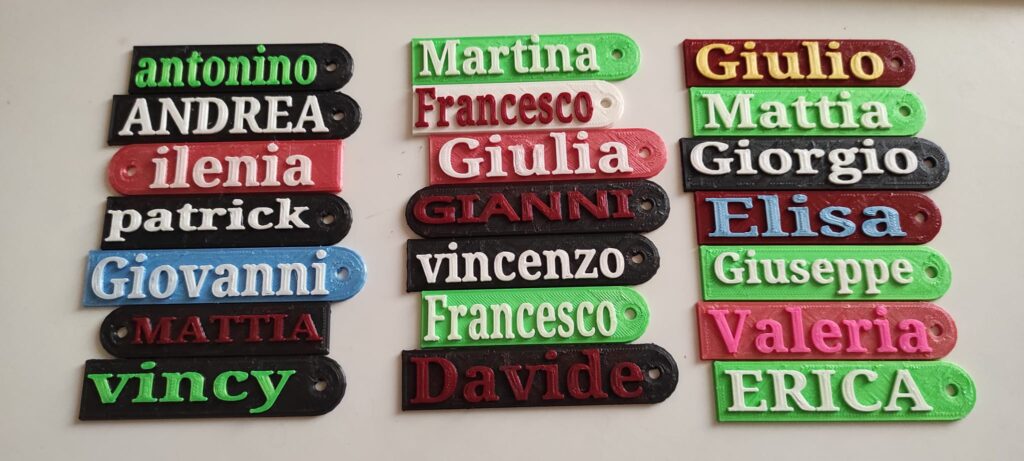 antonino
ANDREA
ilenia
patrick
Giovanni
MATTIA
vincy
Martina
Francesco
Giulia
GIANNI
vincenzo
Francesco
Davide
Giulio
Mattia
Giorgio
Elisa
Giuseppe
Valeria
ERICA